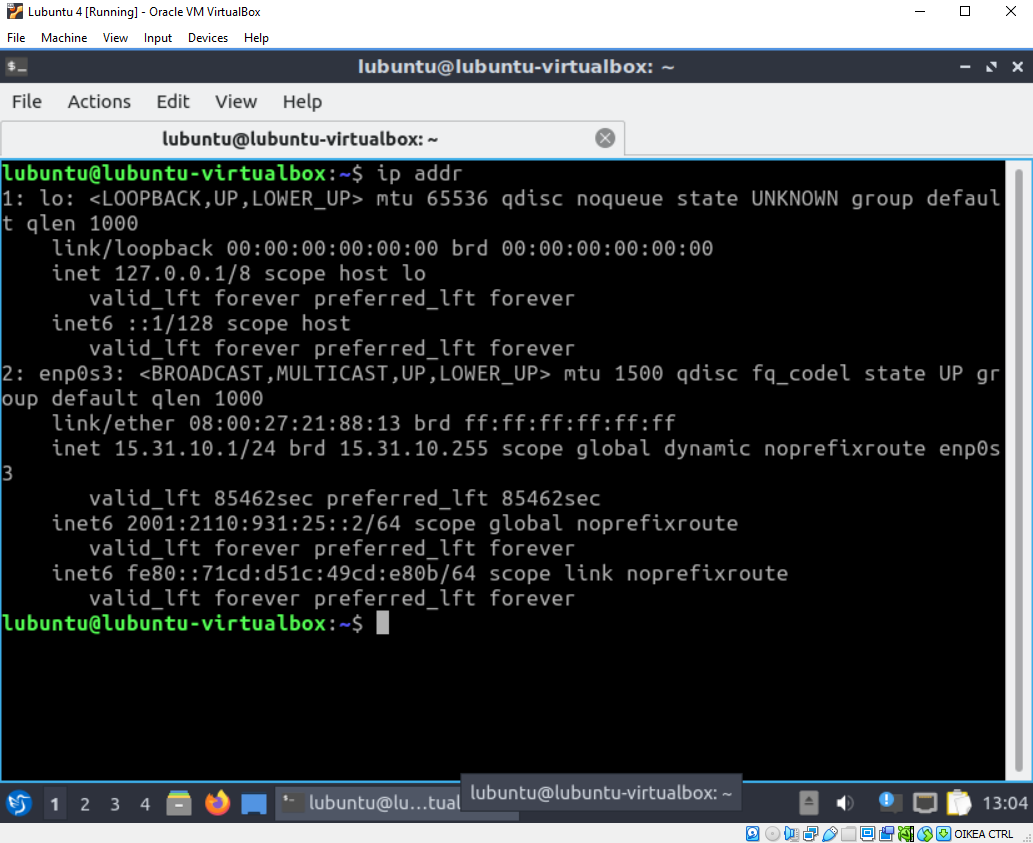 Lubuntu 4 [Running] - Oracle VM VirtualBox
File Machine View Input Devices Help
lubuntu@lubuntu-virtualbox: ~
File Actions Edit View Help
lubuntu@lubuntu-virtualbox: ~
lubuntu@lubuntu-virtualbox:~$ ip addr
1: lo: <LOOPBACK,UP,LOWER_UP> mtu 65536 qdisc noqueue state UNKNOWN group defaul
t qlen 1000
    link/loopback 00:00:00:00:00:00 brd 00:00:00:00:00:00
    inet 127.0.0.1/8 scope host lo
       valid_lft forever preferred_lft forever
    inet6 ::1/128 scope host
       valid_lft forever preferred_lft forever
2: enp0s3: <BROADCAST,MULTICAST,UP,LOWER_UP> mtu 1500 qdisc fq_codel state UP gr
oup default qlen 1000
    link/ether 08:00:27:21:88:13 brd ff:ff:ff:ff:ff:ff
    inet 15.31.10.1/24 brd 15.31.10.255 scope global dynamic noprefixroute enp0s
3
       valid_lft 85462sec preferred_lft 85462sec
    inet6 2001:2110:931:25::2/64 scope global noprefixroute
       valid_lft forever preferred_lft forever
    inet6 fe80::71cd:d51c:49cd:e80b/64 scope link noprefixroute
       valid_lft forever preferred_lft forever
lubuntu@lubuntu-virtualbox:~$
lubuntu@lubuntu-virtualbox: ~
1 2 3 4 lubuntu@lu...tual 13:04
OIKEA CTRL